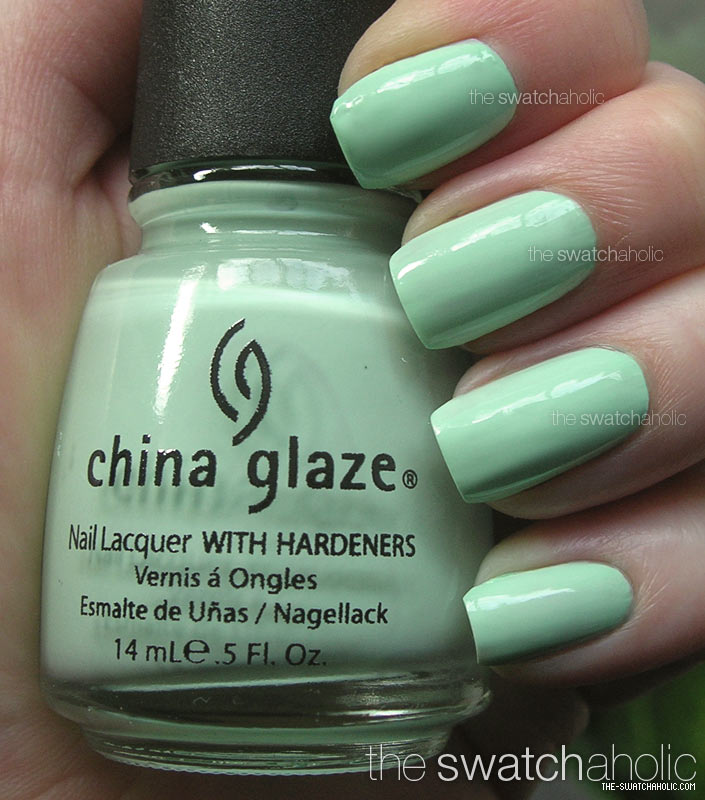 the swatchaholic
the swatchaholic
the swatchaholic
china glaze®
Nail Lacquer WITH HARDENERS
Vernis á Ongles
Esmalte de Uñas / Nagellack
14 mL℮ .5 Fl. Oz.
the swatchaholic
THE-SWATCHAHOLIC.COM